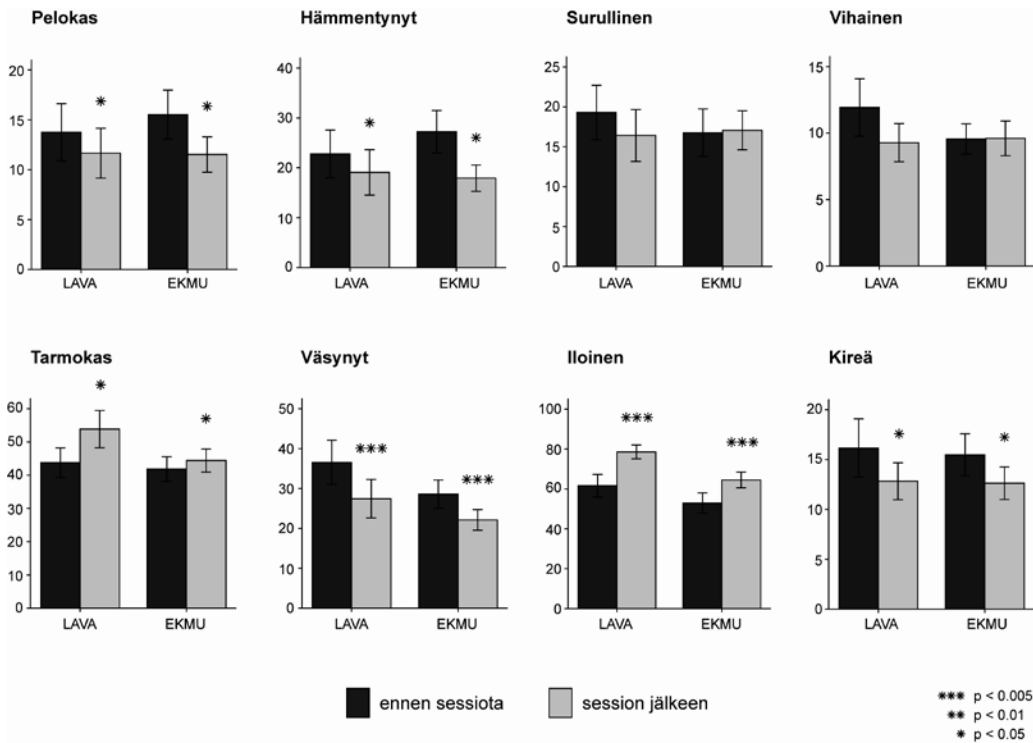 Pelokas
20
15
10
5
0
*
*
LAVA
EKMU
Hämmentynyt
40
30
20
10
0
*
*
LAVA
EKMU
Surullinen
25
20
15
10
5
0
LAVA
EKMU
Vihainen
15
10
5
0
LAVA
EKMU
Tarmokas
60
50
40
30
20
10
0
*
*
LAVA
EKMU
Väsynyt
50
40
30
20
10
0
***
***
LAVA
EKMU
Iloinen
100
80
60
40
20
0
***
***
LAVA
EKMU
Kireä
20
15
10
5
0
*
*
LAVA
EKMU
ennen sessiota
session jälkeen
*** p < 0.005
** p < 0.01
* p < 0.05